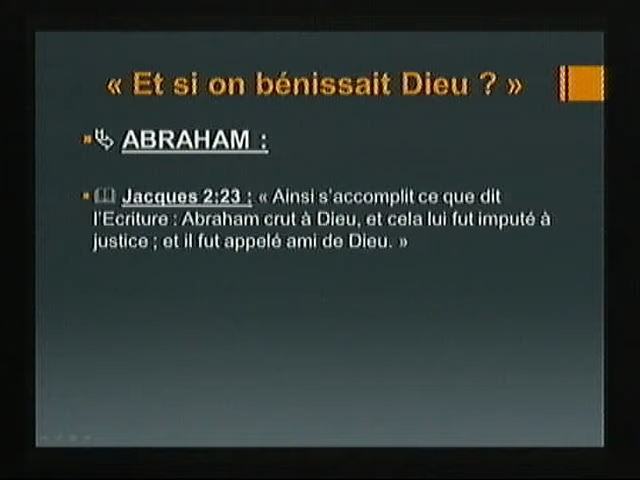 « Et si on bénissait Dieu ? »
ABRAHAM :
Jacques 2:23 : « Ainsi s'accomplit ce que dit
l'Ecriture : Abraham crut à Dieu, et cela lui fut imputé à
justice ; et il fut appelé ami de Dieu. »